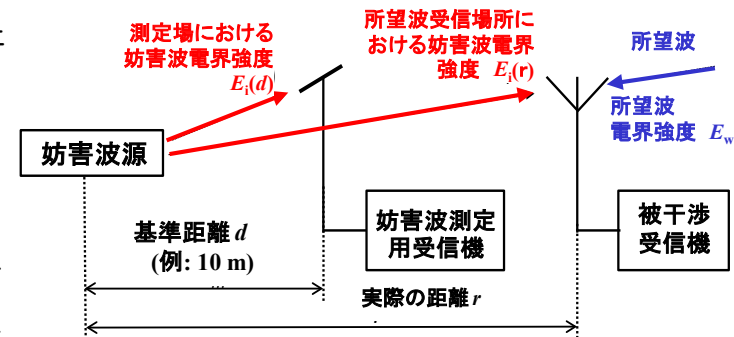 測定場における
妨害波電界強度
Ei(d)
所望波受信場所に
おける妨害波電界
強度 Ei(r)
所望波
所望波
電界強度 Ew
妨害波源
基準距離 d
(例: 10 m)
妨害波測定
用受信機
被干渉
受信機
実際の距離 r